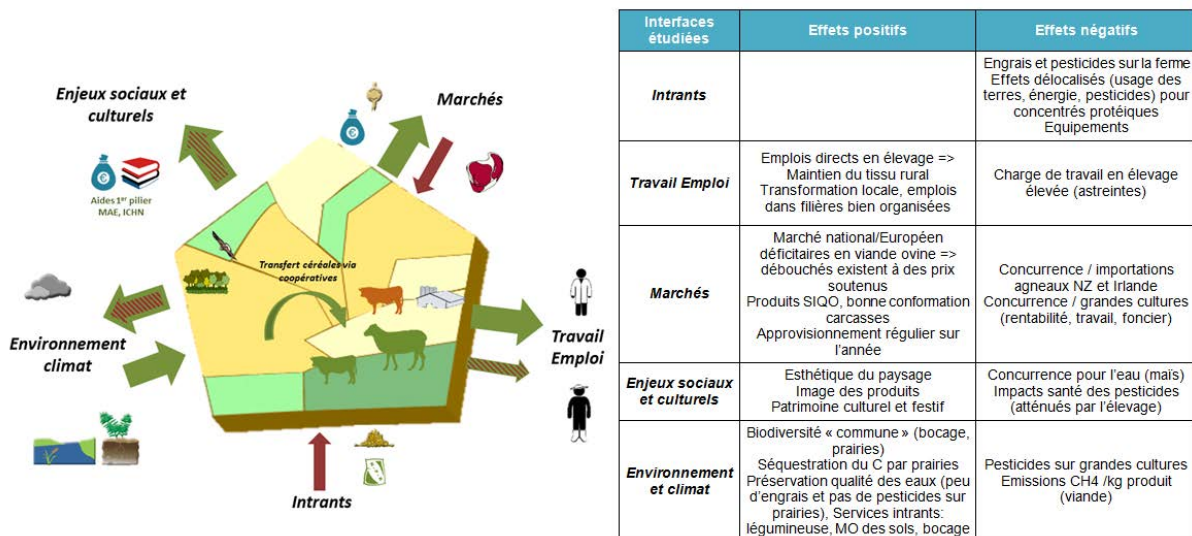 Enjeux sociaux et
culturels
Marchés
Aides 1er pilier
MAE, ICHN
Transfert céréales via
coopératives
Environnement
climat
Travail
Emploi
Intrants
Interfaces
étudiées
Effets positifs
Effets négatifs
Intrants
Engrais et pesticides sur la ferme
Effets délocalisés (usage des
terres, énergie, pesticides) pour
concentrés protéiques
Equipements
Travail Emploi
Emplois directs en élevage =>
Maintien du tissu rural
Transformation locale, emplois
dans filières bien organisées
Charge de travail en élevage
élevée (astreintes)
Marchés
Marché national/Européen
déficitaires en viande ovine =>
débouchés existent à des prix
soutenus
Produits SIQO, bonne conformation
carcasses
Approvisionnement régulier sur
l'année
Concurrence / importations
agneaux NZ et Irlande
Concurrence / grandes cultures
(rentabilité, travail, foncier)
Enjeux sociaux
et culturels
Esthétique du paysage
Image des produits
Patrimoine culturel et festif
Concurrence pour l'eau (maïs)
Impacts santé des pesticides
(atténués par l'élevage)
Environnement
et climat
Biodiversité « commune » (bocage,
prairies)
Séquestration du C par prairies
Préservation qualité des eaux (peu
d'engrais et pas de pesticides sur
prairies), Services intrants:
légumineuse, MO des sols, bocage
Pesticides sur grandes cultures
Emissions CH4 /kg produit
(viande)